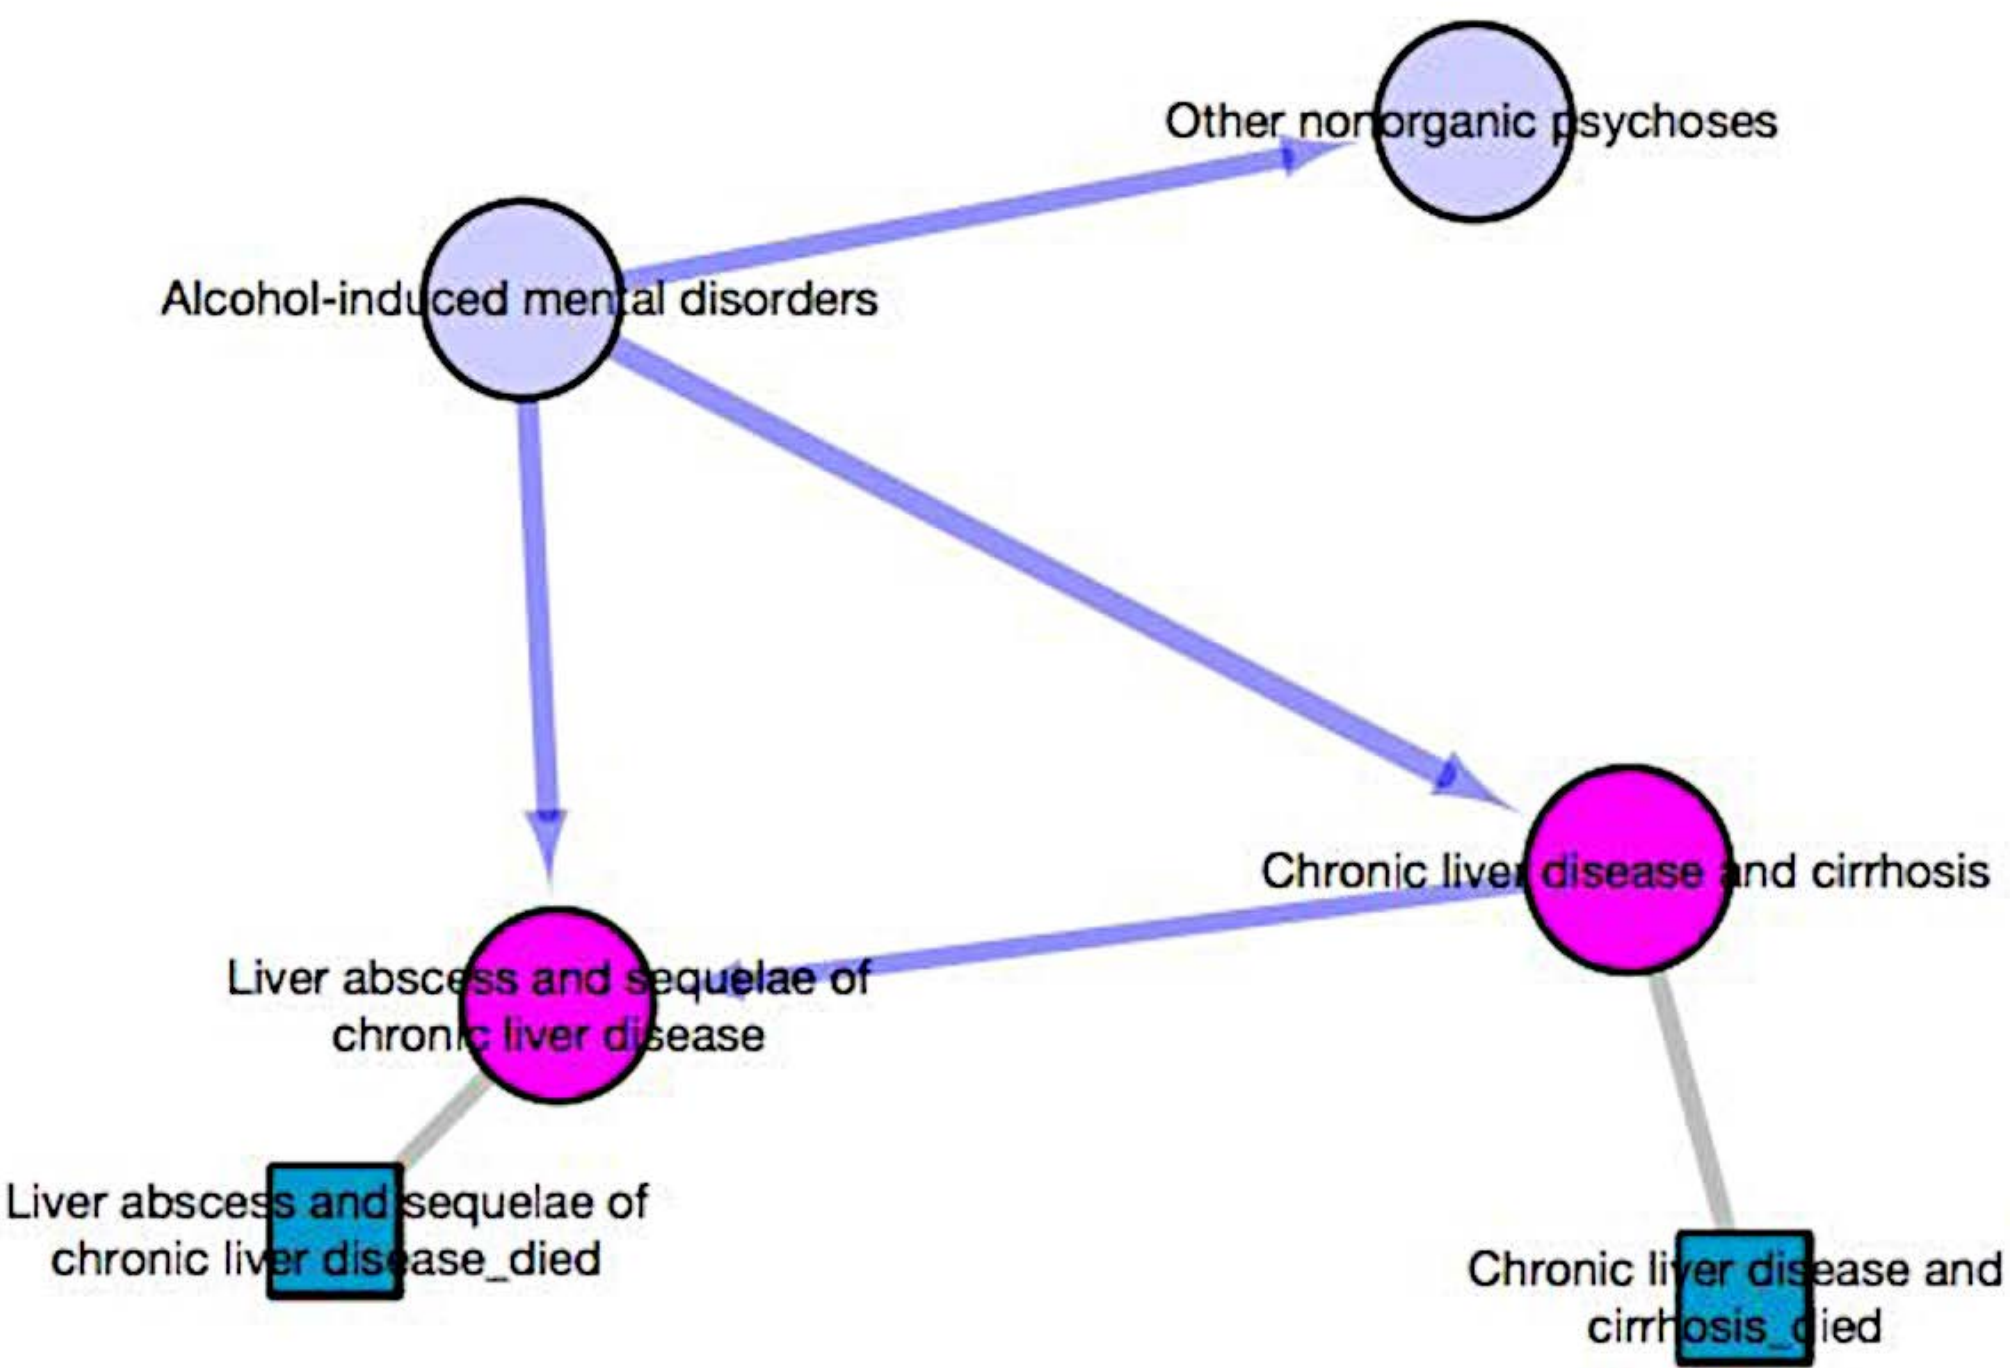 Other nonorganic psychoses
Alcohol-induced mental disorders
Chronic liver disease and cirrhosis
Liver abscess and sequelae of
chronic liver disease
Liver abscess and sequelae of
chronic liver disease_died
Chronic liver disease and
cirrhosis_died